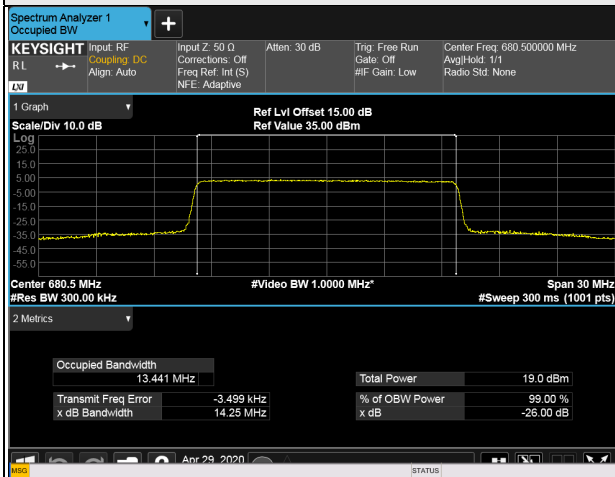 Spectrum Analyzer 1
Occupied BW
+
KEYSIGHT Input: RF Input Z: 50 Ω Atten: 30 dB Trig: Free Run Center Freq: 680.500000 MHz
RL Coupling: DC Corrections: Off Gate: Off Avg|Hold: 1/1
Align: Auto Freq Ref: Int (S) #IF Gain: Low Radio Std: None
LXI NFE: Adaptive
1 Graph
Ref Lvl Offset 15.00 dB
Scale/Div 10.0 dB Ref Value 35.00 dBm
Log
25.0
15.0
5.00
-5.00
-15.0
-25.0
-35.0
-45.0
-55.0
Center 680.5 MHz #Video BW 1.0000 MHz* Span 30 MHz
#Res BW 300.00 kHz #Sweep 300 ms (1001 pts)
2 Metrics
Occupied Bandwidth
13.441 MHz Total Power 19.0 dBm
Transmit Freq Error -3.499 kHz % of OBW Power 99.00 %
x dB Bandwidth 14.25 MHz x dB -26.00 dB
Apr 29, 2020
MSG STATUS